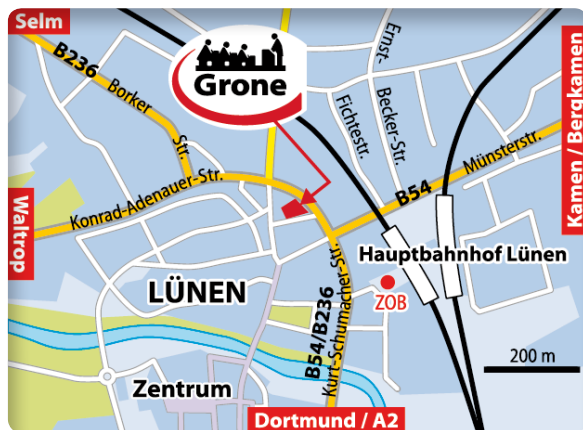 Selm
B236
Borker
Str.
Grone
Ernst-
Becker-Str.
Fichtestr.
Kamen / Bergkamen
Münsterstr.
B54
Waltrop
Konrad-Adenauer-Str.
Hauptbahnhof Lünen
LÜNEN
ZOB
B54/B236
Kurt-Schumacher-Str.
200 m
Zentrum
Dortmund / A2